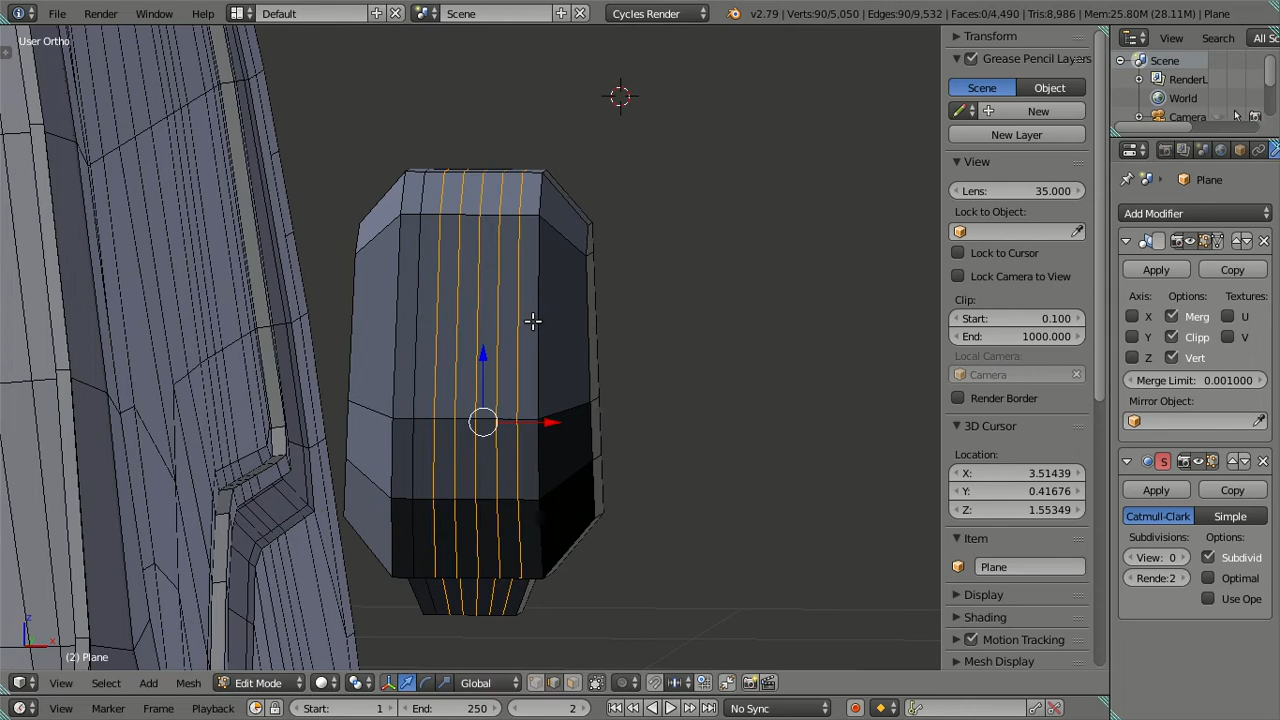 File Render Window Help Default Scene Cycles Render v2.79 | Verts:90/5,050 | Edges:90/9,532 | Faces:0/4,490 | Tris:8,986 | Mem:25.80M (28.11M) | Plane
User Ortho
Transform
Grease Pencil Layers
Scene Object
New
New Layer
View
Lens: 35.000
Lock to Object:
Lock to Cursor
Lock Camera to View
Clip:
Start: 0.100
End: 1000.000
Local Camera:
Camera
Render Border
3D Cursor
Location:
X: 3.51439
Y: 0.41676
Z: 1.55349
Item
Plane
Display
Shading
Motion Tracking
Mesh Display
View Search All Sc
Scene
RenderL
World
Camera
Plane
Add Modifier
Apply Copy
Axis: Options: Textures:
X Merg U
Y Clipp V
Z Vert
Merge Limit: 0.001000
Mirror Object:
S
Apply Copy
Catmull-Clark Simple
Subdivisions: Options:
View: 0 Subdivid
Rende:2 Optimal
Use Ope
z
x
(2) Plane
View Select Add Mesh Edit Mode Global
View Marker Frame Playback Start: 1 End: 250 2 No Sync